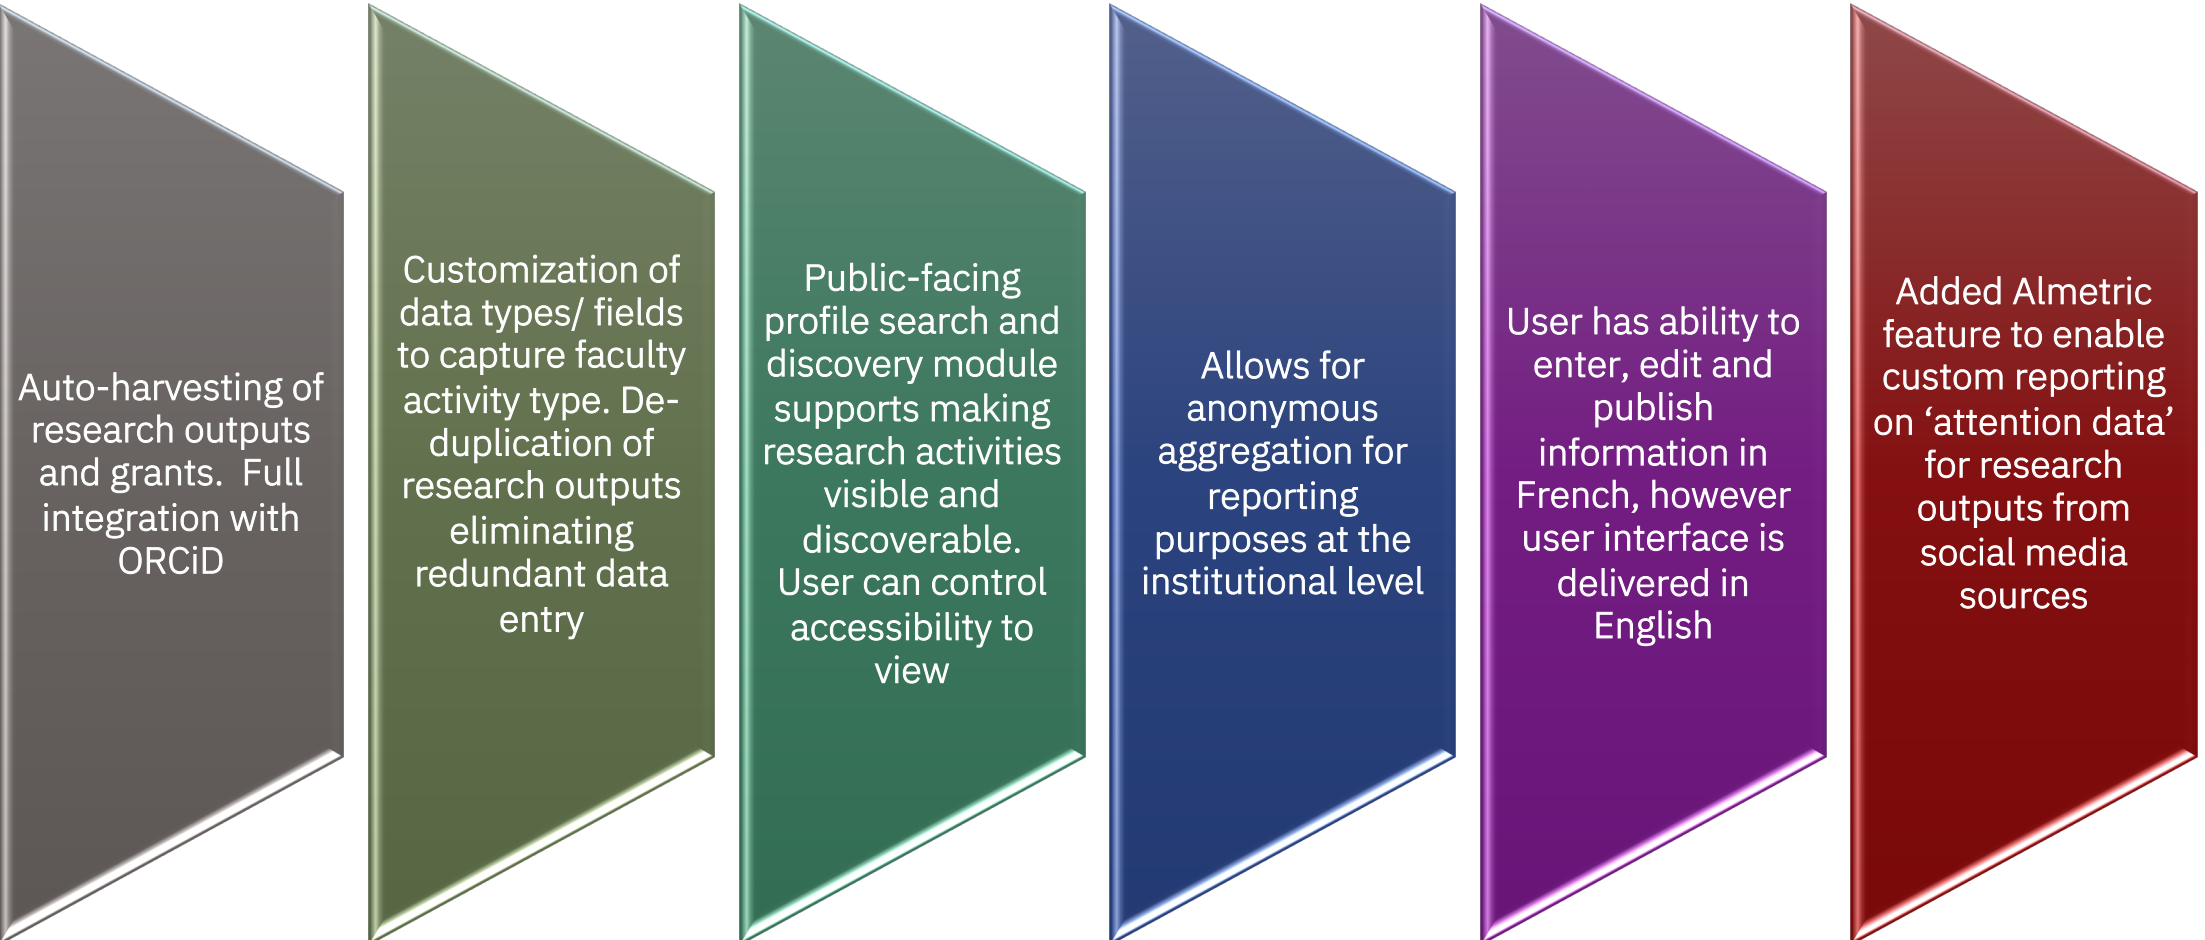 Auto-harvesting of
research outputs
and grants.  Full
integration with
ORCiD
Customization of
data types/ fields
to capture faculty
activity type. De-
duplication of
research outputs
eliminating
redundant data
entry
Public-facing
profile search and
discovery module
supports making
research activities
visible and
discoverable.
User can control
accessibility to
view
Allows for
anonymous
aggregation for
reporting
purposes at the
institutional level
User has ability to
enter, edit and
publish
information in
French, however
user interface is
delivered in
English
Added Almetric
feature to enable
custom reporting
on ‘attention data’
for research
outputs from
social media
sources